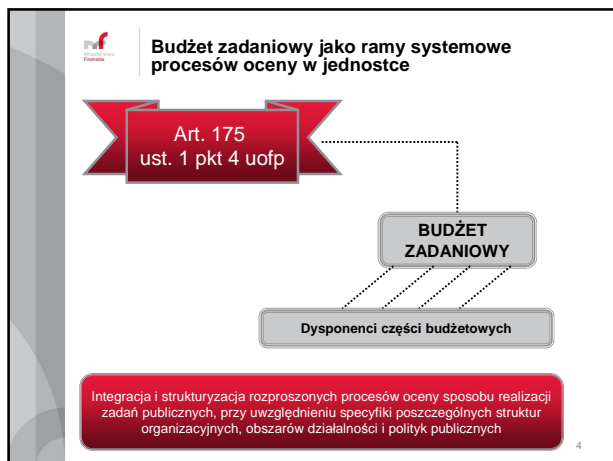 Ministerstwo
Finansów
Budżet zadaniowy jako ramy systemowe
procesów oceny w jednostce
Art. 175
ust. 1 pkt 4 uofp
BUDŻET
ZADANIOWY
Dysponenci części budżetowych
Integracja i strukturyzacja rozproszonych procesów oceny sposobu realizacji
zadań publicznych, przy uwzględnieniu specyfiki poszczególnych struktur
organizacyjnych, obszarów działalności i polityk publicznych
4